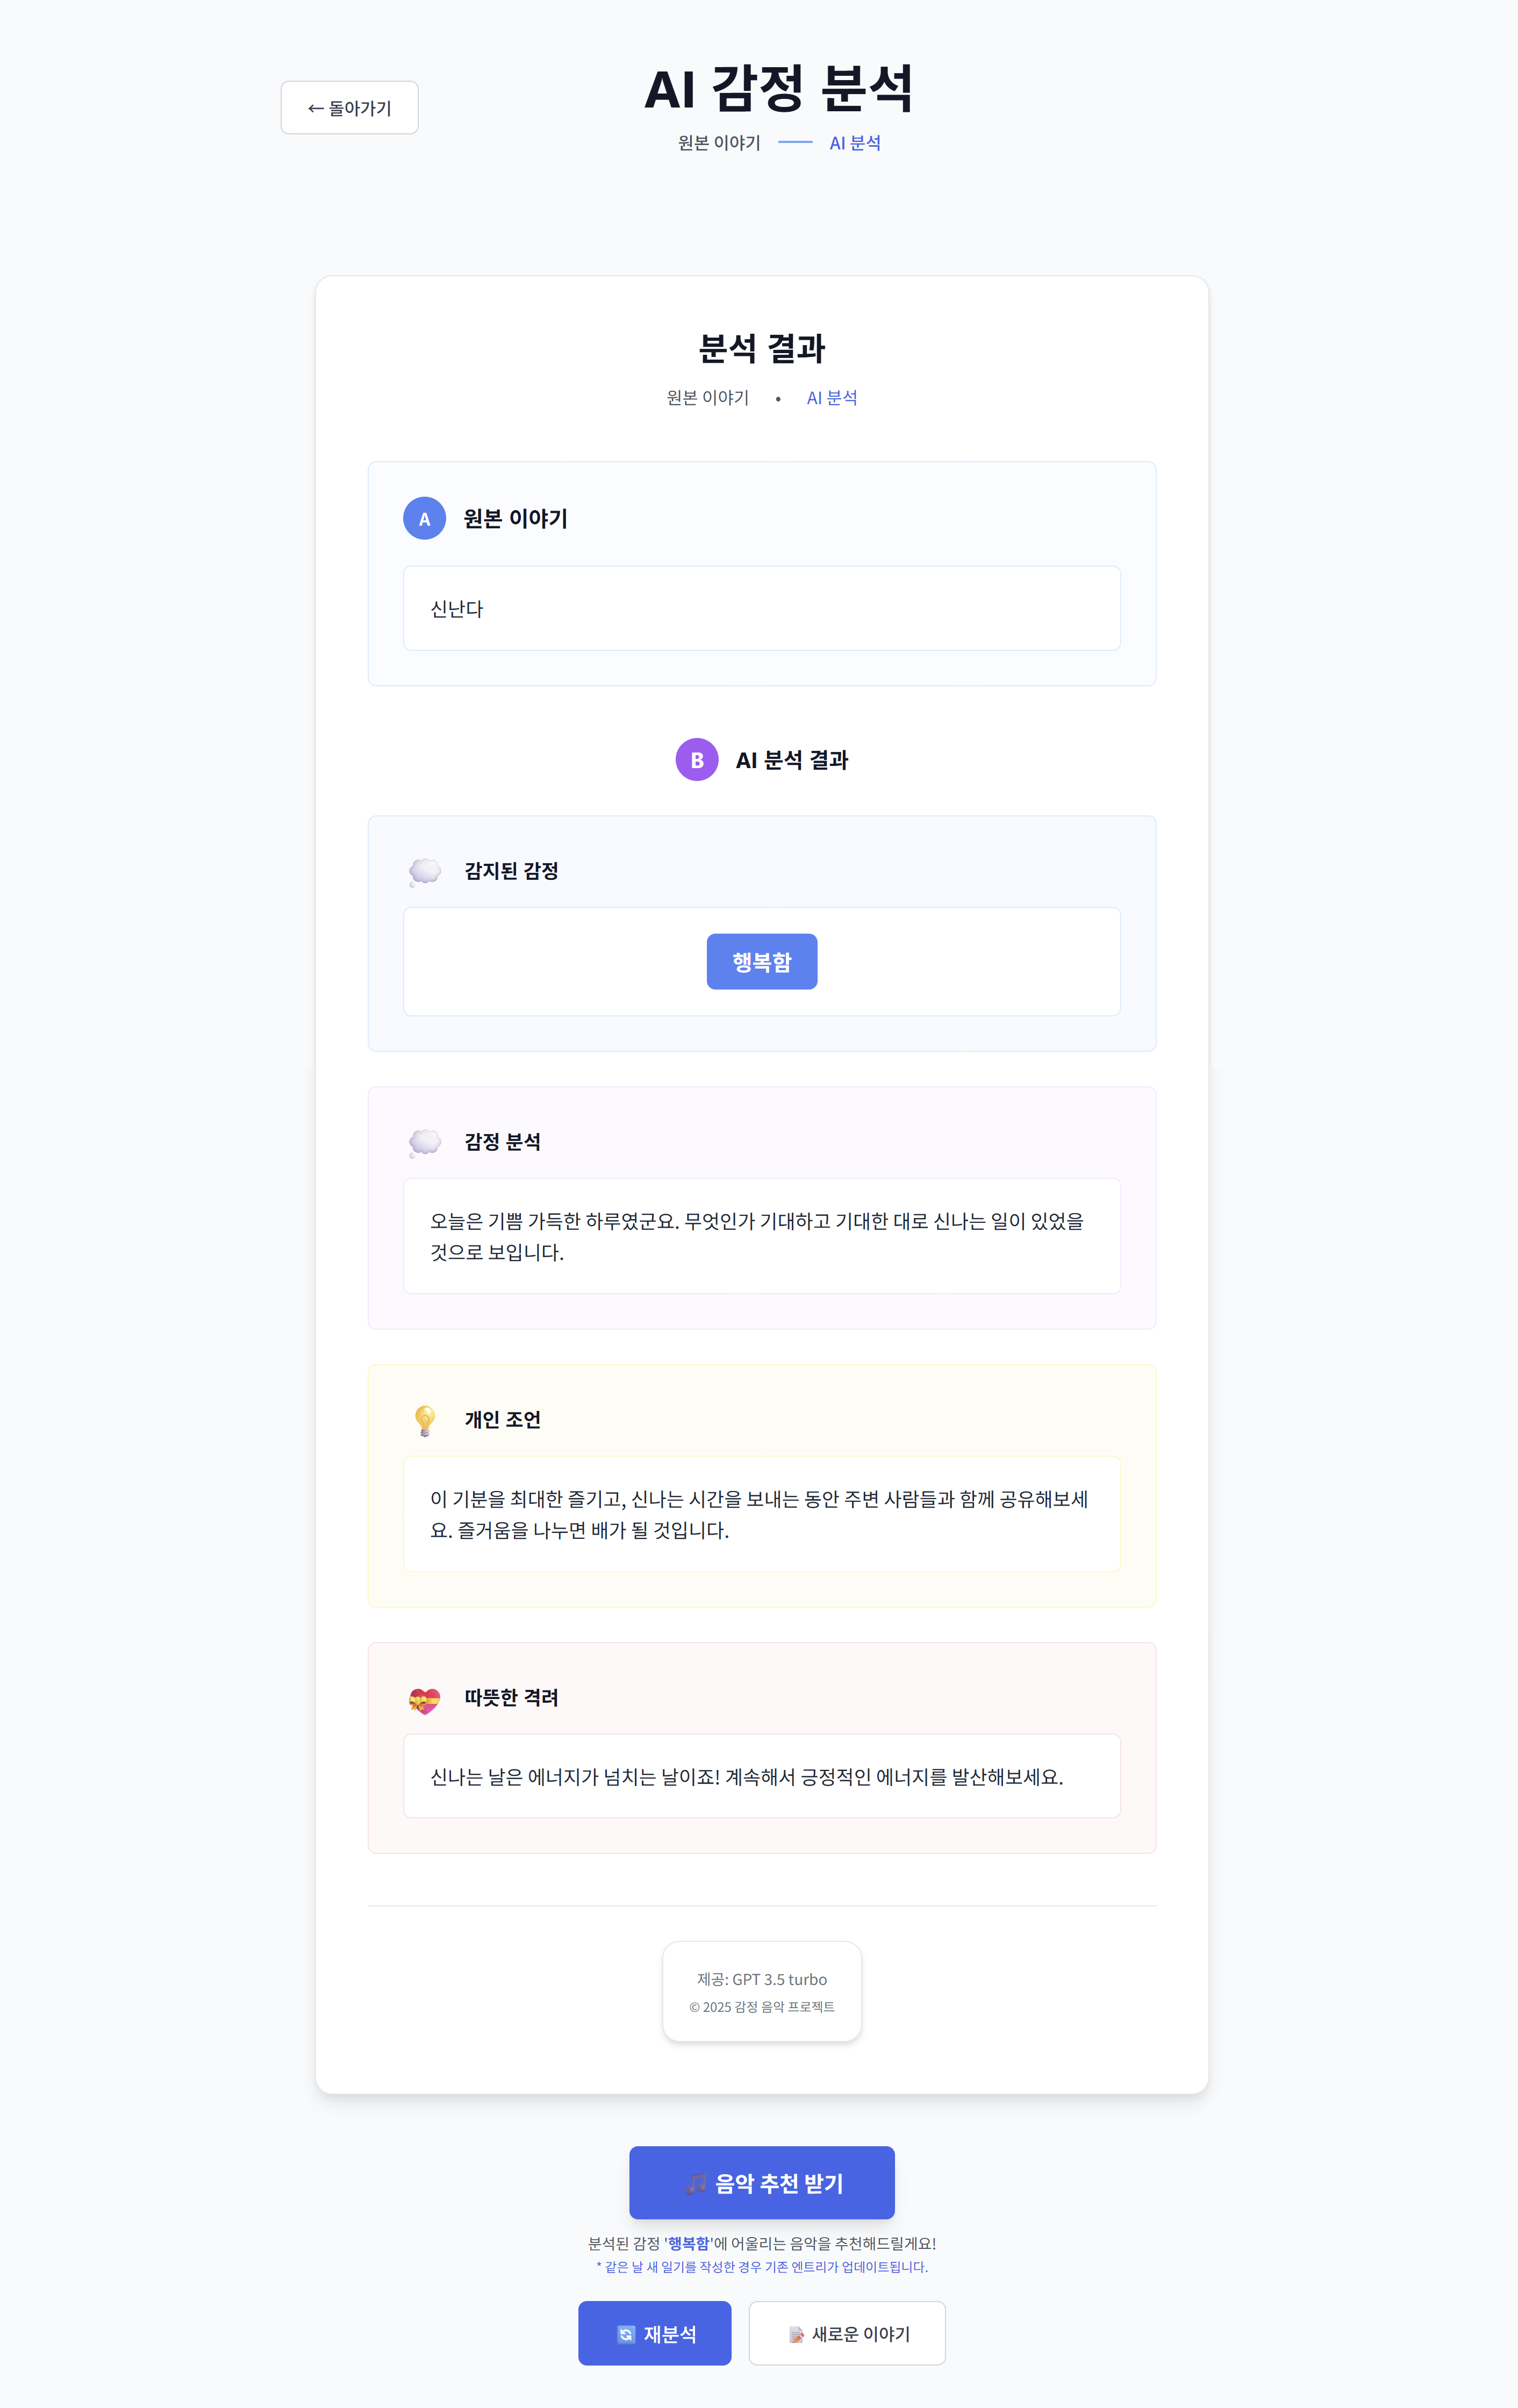 ← 돌아가기
AI 감정 분석
원본 이야기 AI 분석
분석 결과
원본 이야기 • AI 분석
A 원본 이야기
신난다
B AI 분석 결과
감지된 감정
행복함
감정 분석
오늘은 기쁨 가득한 하루였군요. 무엇인가 기대하고 기대한 대로 신나는 일이 있었을
것으로 보입니다.
개인 조언
이 기분을 최대한 즐기고, 신나는 시간을 보내는 동안 주변 사람들과 함께 공유해보세
요. 즐거움을 나누면 배가 될 것입니다.
따뜻한 격려
신나는 날은 에너지가 넘치는 날이죠! 계속해서 긍정적인 에너지를 발산해보세요.
제공: GPT 3.5 turbo
© 2025 감정 음악 프로젝트
🎵 음악 추천 받기
분석된 감정 '행복함'에 어울리는 음악을 추천해드릴게요!
* 같은 날 새 일기를 작성한 경우 기존 엔트리가 업데이트됩니다.
🔄 재분석
📝 새로운 이야기